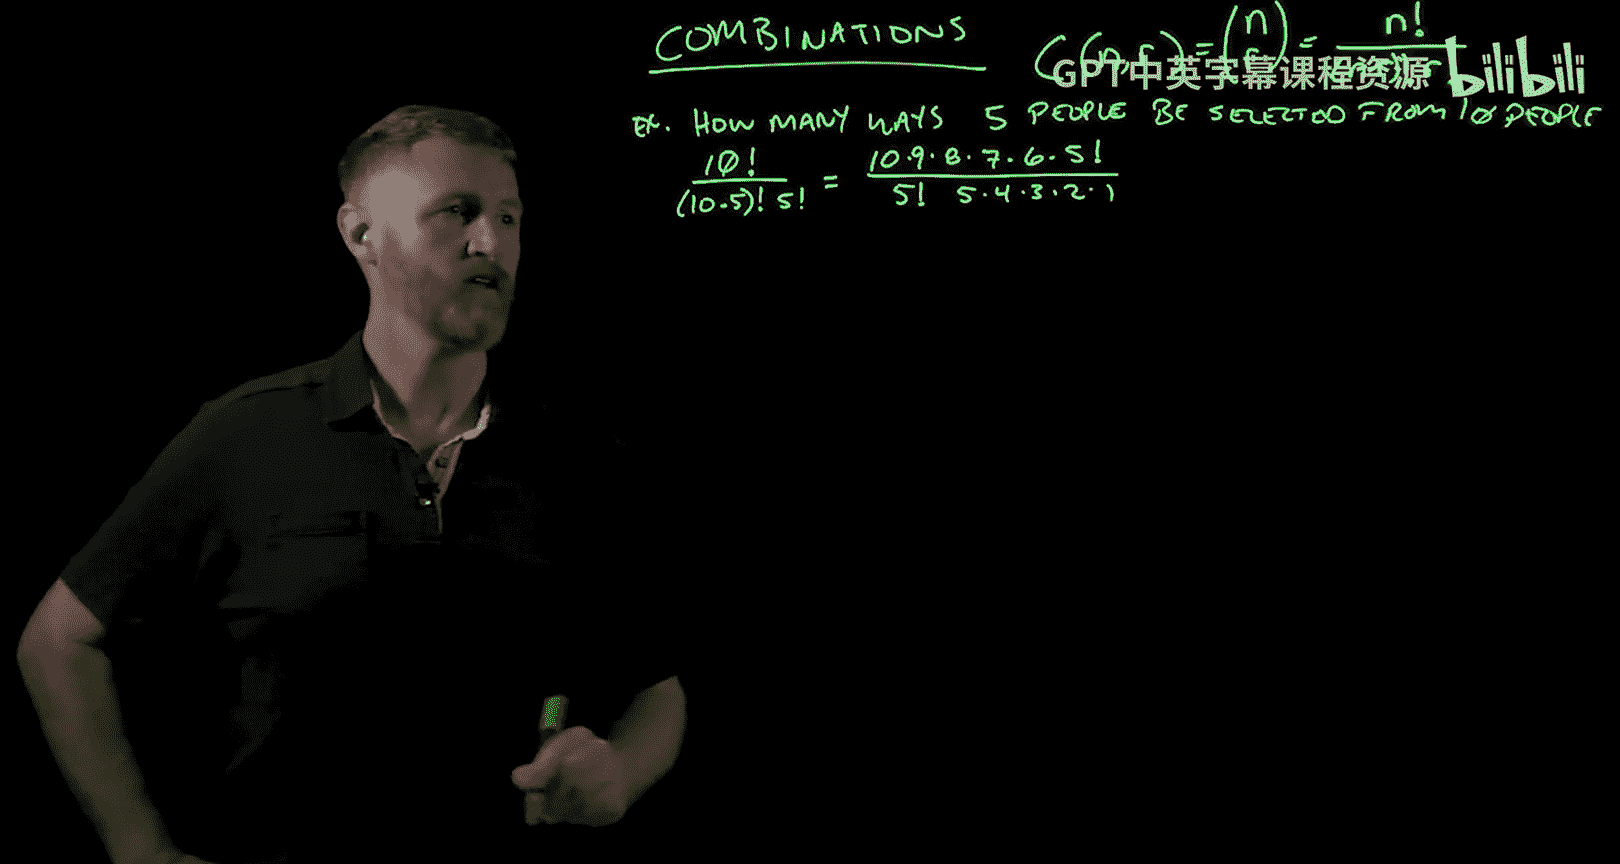 COMBINATIONS
C(n,r) = (n r) = n!
GPT中英字幕课程资源 bilibili
EX. HOW MANY WAYS 5 PEOPLE BE SELECTED FROM 10 PEOPLE
10! / (10-5)! 5! = 10·9·8·7·6·5! / 5! 5·4·3·2·1